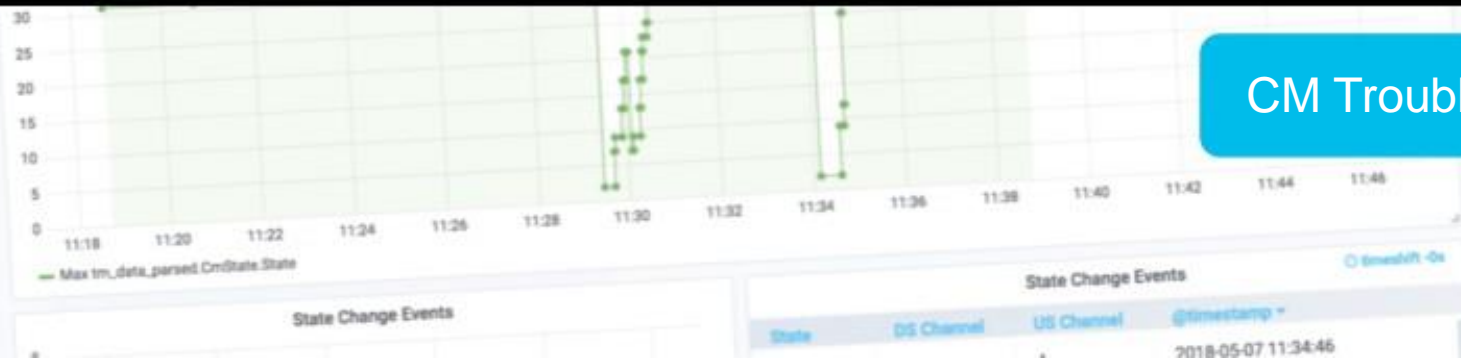 30
25
20
15
10
5
0
11:18 11:20 11:22 11:24 11:26 11:28 11:30 11:32 11:34 11:36 11:38 11:40 11:42 11:44 11:46
Max tm_data_parsed.CmState.State
CM Troubl
State Change Events
State Change Events
timeshift -0s
State DS Channel US Channel @timestamp
2018-05-07 11:34:46